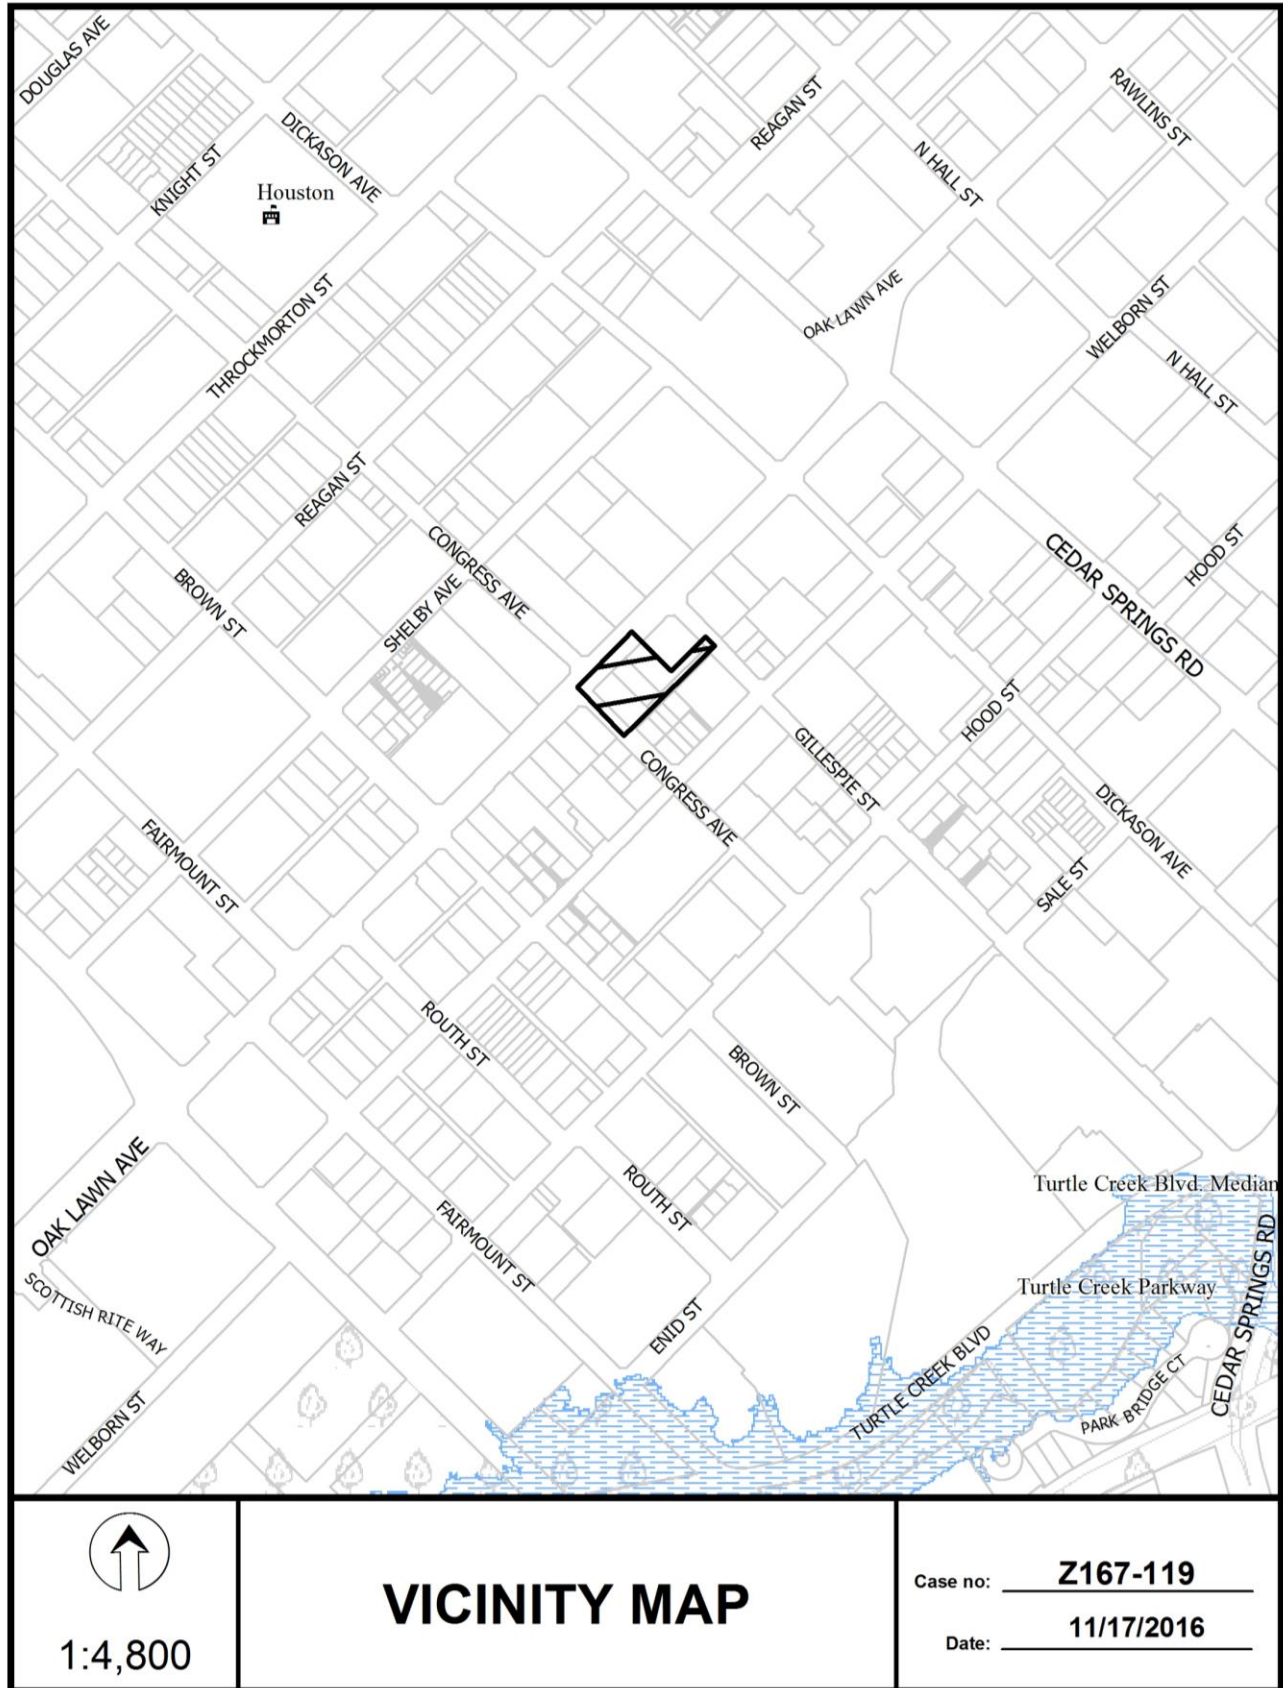 DOUGLAS AVE
RAWLINS ST
REAGAN ST
DICKASON AVE
KNIGHT ST
N HALL ST
Houston
OAK LAWN AVE
WELBORN ST
THROCKMORTON ST
N HALL ST
REAGAN ST
CONGRESS AVE
CEDAR SPRINGS RD
HOOD ST
BROWN ST
SHELBY AVE
HOOD ST
GILLESPIE ST
CONGRESS AVE
DICKASON AVE
FAIRMOUNT ST
SALE ST
ROUTH ST
BROWN ST
OAK LAWN AVE
ROUTH ST
Turtle Creek Blvd. Median
FAIRMOUNT ST
CEDAR SPRINGS RD
Turtle Creek Parkway
SCOTTISH RITE WAY
ENID ST
TURTLE CREEK BLVD
PARK BRIDGE CT
WELBORN ST
1:4,800
VICINITY MAP
Case no: Z167-119
Date: 11/17/2016